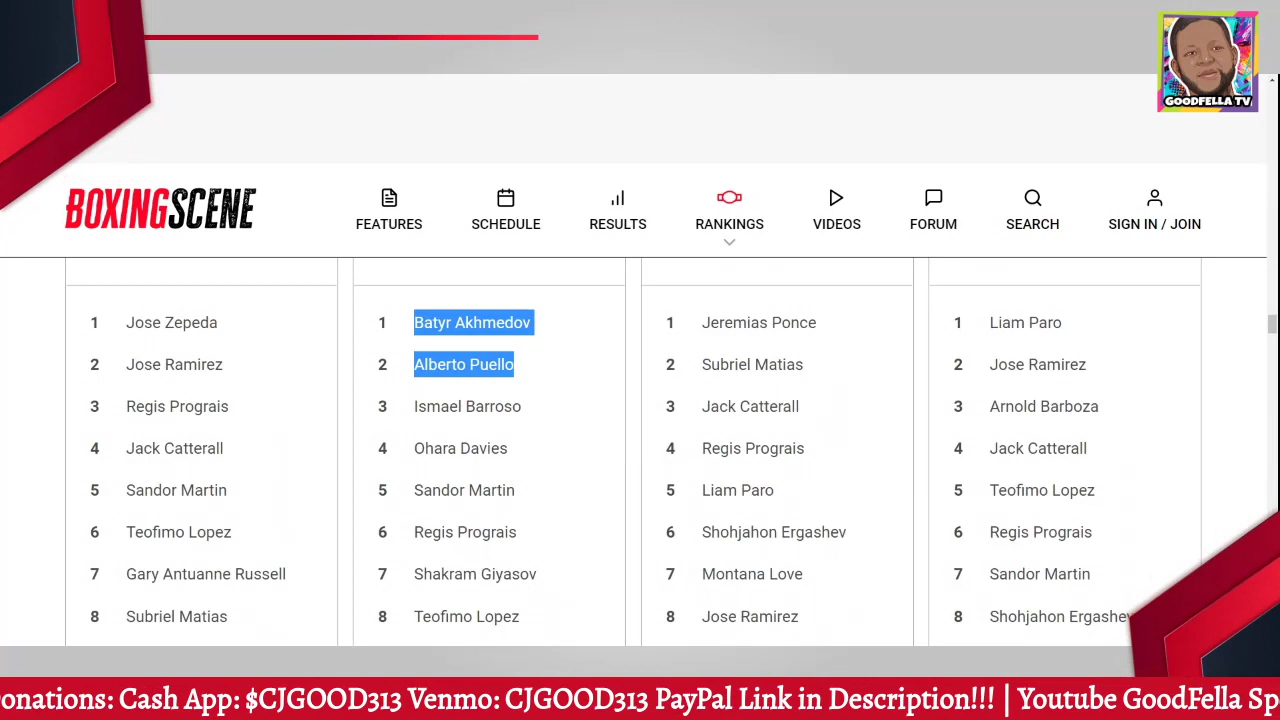 GOODFELLA TV
BOXINGSCENE
FEATURES
SCHEDULE
RESULTS
RANKINGS
VIDEOS
FORUM
SEARCH
SIGN IN / JOIN
1 Jose Zepeda
2 Jose Ramirez
3 Regis Prograis
4 Jack Catterall
5 Sandor Martin
6 Teofimo Lopez
7 Gary Antuanne Russell
8 Subriel Matias
1 Batyr Akhmedov
2 Alberto Puello
3 Ismael Barroso
4 Ohara Davies
5 Sandor Martin
6 Regis Prograis
7 Shakram Giyasov
8 Teofimo Lopez
1 Jeremias Ponce
2 Subriel Matias
3 Jack Catterall
4 Regis Prograis
5 Liam Paro
6 Shohjahon Ergashev
7 Montana Love
8 Jose Ramirez
1 Liam Paro
2 Jose Ramirez
3 Arnold Barboza
4 Jack Catterall
5 Teofimo Lopez
6 Regis Prograis
7 Sandor Martin
8 Shohjahon Ergashev
onations: Cash App: $CJGOOD313 Venmo: CJGOOD313 PayPal Link in Description!!! | Youtube GoodFella Sp